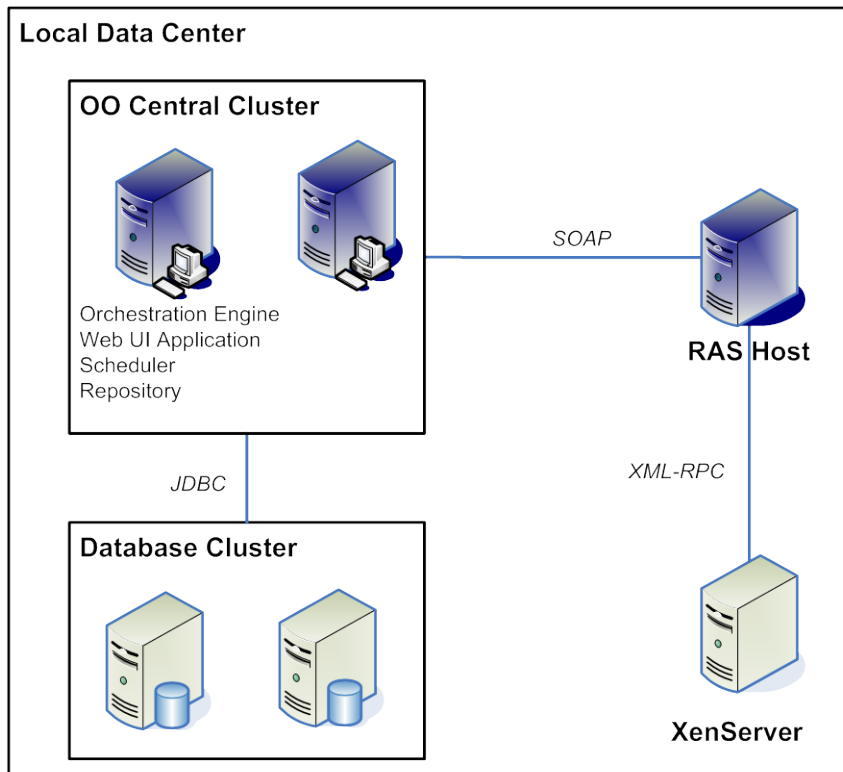 Local Data Center
OO Central Cluster
Orchestration Engine
Web UI Application
Scheduler
Repository
SOAP
RAS Host
JDBC
XML-RPC
Database Cluster
XenServer